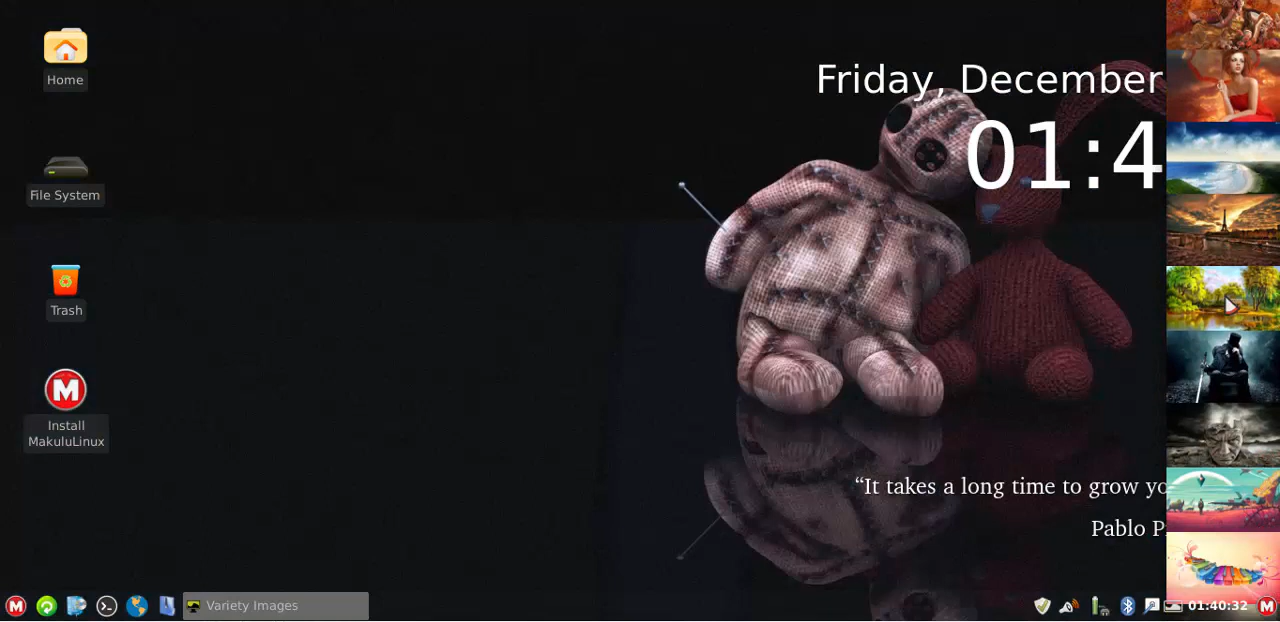 Home
File System
Trash
Install
MakuluLinux
Friday, December
01:4
“It takes a long time to grow yo
Pablo P
Variety Images
01:40:32